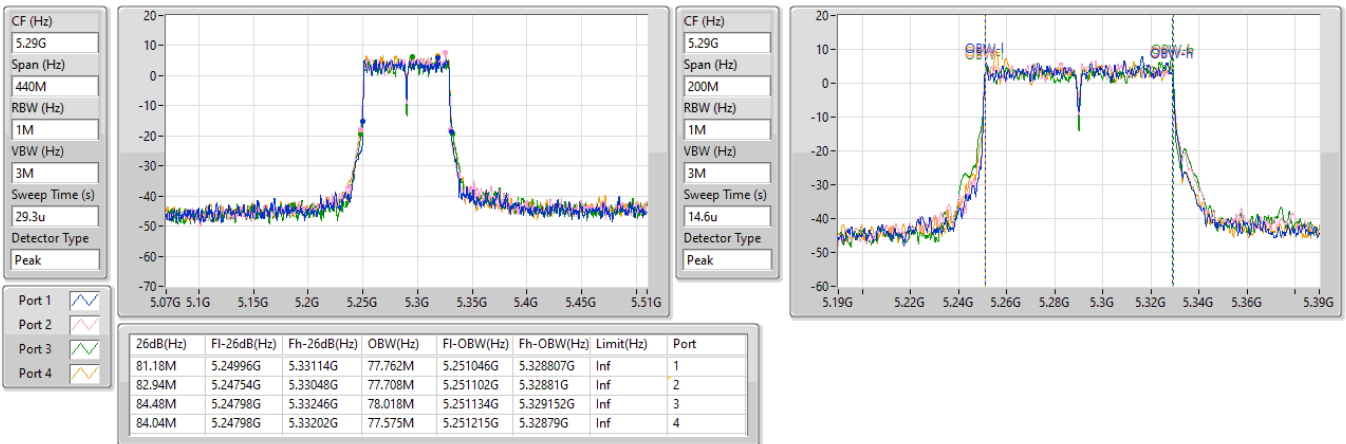 CF (Hz)
5.29G
Span (Hz)
440M
RBW (Hz)
1M
VBW (Hz)
3M
Sweep Time (s)
29.3u
Detector Type
Peak
20
10
0
-10
-20
-30
-40
-50
-60
-70
5.07G 5.1G 5.15G 5.2G 5.25G 5.3G 5.35G 5.4G 5.45G 5.51G
CF (Hz)
5.29G
Span (Hz)
200M
RBW (Hz)
1M
VBW (Hz)
3M
Sweep Time (s)
14.6u
Detector Type
Peak
20
10
0
-10
-20
-30
-40
-50
-60
OBW-l
OBW-h
5.19G 5.22G 5.24G 5.26G 5.28G 5.3G 5.32G 5.34G 5.36G 5.39G
Port 1
Port 2
Port 3
Port 4
26dB(Hz) Fl-26dB(Hz) Fh-26dB(Hz) OBW(Hz) Fl-OBW(Hz) Fh-OBW(Hz) Limit(Hz) Port
81.18M 5.24996G 5.33114G 77.762M 5.251046G 5.328807G Inf 1
82.94M 5.24754G 5.33048G 77.708M 5.251102G 5.32881G Inf 2
84.48M 5.24798G 5.33246G 78.018M 5.251134G 5.329152G Inf 3
84.04M 5.24798G 5.33202G 77.575M 5.251215G 5.32879G Inf 4